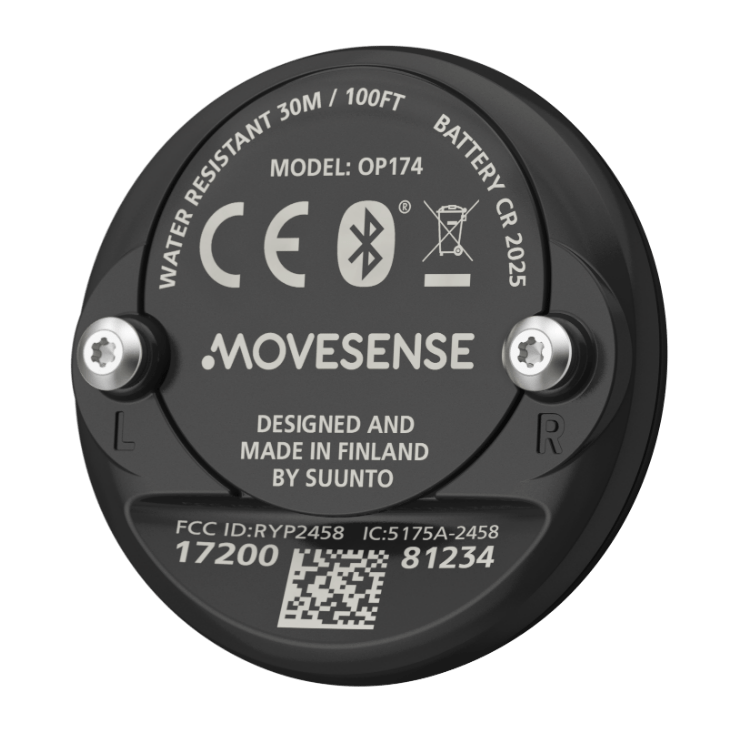 WATER RESISTANT 30M / 100FT
BATTERY CR 2025
MODEL: OP174
CE
®
MOVESENSE
DESIGNED AND
MADE IN FINLAND
BY SUUNTO
L
R
FCC ID:RYP2458 IC:5175A-2458
17200 81234